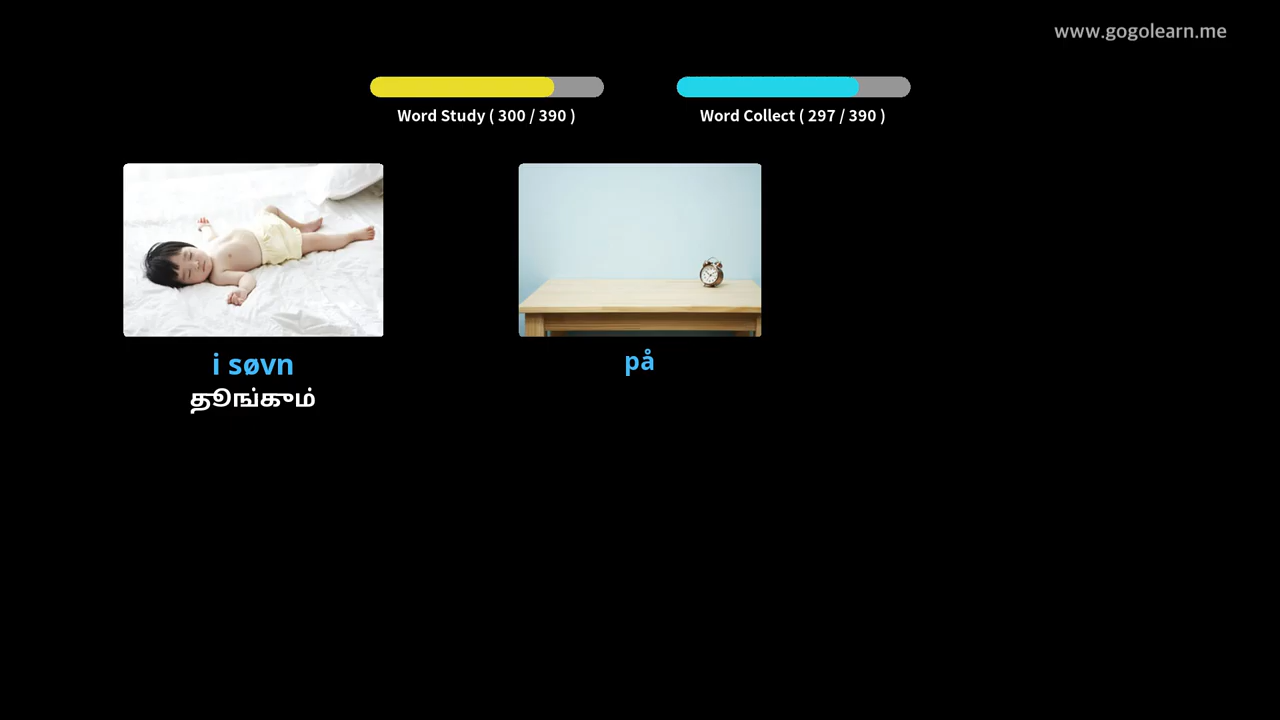 www.gogolearn.me
Word Study ( 300 / 390 )
Word Collect ( 297 / 390 )
i søvn
தூங்கும்
på